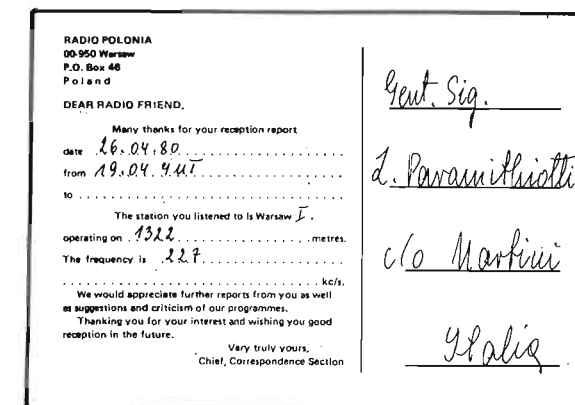 RADIO POLONIA
00-950 Warsaw
P.O. Box 46
Poland
DEAR RADIO FRIEND,
Many thanks for your reception report
date 26.04.80
from 19.04.
to
The station you listened to is Warsaw I.
operating on 1322 metres.
The frequency is 227
kc/s.
We would appreciate further reports from you as well
as suggestions and criticism of our programmes.
Thanking you for your interest and wishing you good
reception in the future.
Very truly yours,
Chief, Correspondence Section
Gent. Sig.
L. Paramithiotti
c/o Martini
Italia